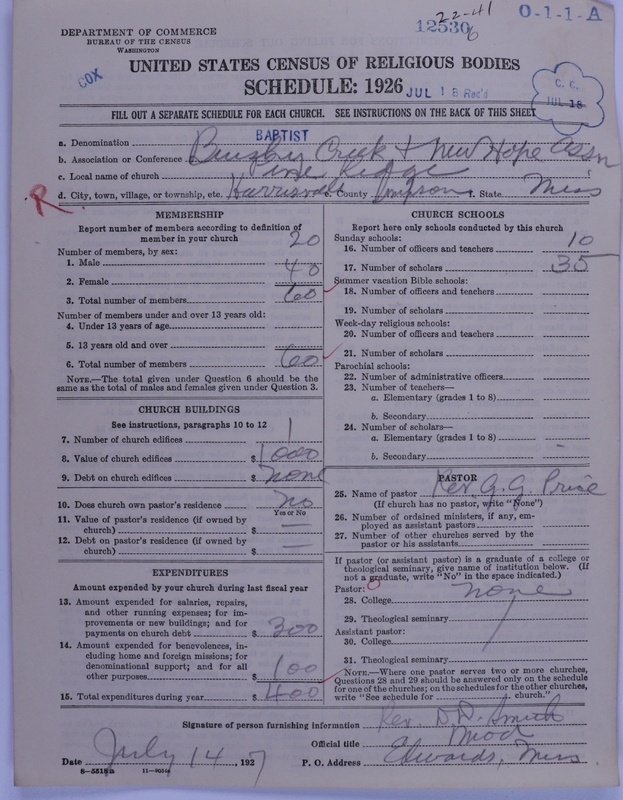 22-41
12530
6
O-1-1-A
DEPARTMENT OF COMMERCE
BUREAU OF THE CENSUS
WASHINGTON
COX
UNITED STATES CENSUS OF RELIGIOUS BODIES
SCHEDULE: 1926
JUL 18 Rec'd
C. C.
JUL 18
FILL OUT A SEPARATE SCHEDULE FOR EACH CHURCH. SEE INSTRUCTIONS ON THE BACK OF THIS SHEET
a. Denomination BAPTIST
b. Association or Conference Creek + New Hope Assn
c. Local name of church Pine Ridge
d. City, town, village, or township, etc. Harrisville e. County Simpson f. State Miss
R
MEMBERSHIP
Report number of members according to definition of
member in your church
Number of members, by sex:
1. Male 20
2. Female 40
3. Total number of members 60
Number of members under and over 13 years old:
4. Under 13 years of age
5. 13 years old and over
6. Total number of members 60
NOTE.—The total given under Question 6 should be
same as the total of males and females given under Question 3.
CHURCH BUILDINGS
See instructions, paragraphs 10 to 12
7. Number of church edifices 1
8. Value of church edifices $ 1000
9. Debt on church edifices $ none
10. Does church own pastor's residence? no
Yes or No
11. Value of pastor's residence (if owned by
church) $ —
12. Debt on pastor's residence (if owned by
church) $ —
EXPENDITURES
Amount expended by your church during last fiscal year
13. Amount expended for salaries, repairs,
and other running expenses; for im-
provements or new buildings; and for
payments on church debt $ 300
14. Amount expended for benevolences, in-
cluding home and foreign missions; for
denominational support; and for all
other purposes $ 100
15. Total expenditures during year $ 400
CHURCH SCHOOLS
Report here only schools conducted by this church
Sunday schools:
16. Number of officers and teachers 10
17. Number of scholars 35
Summer vacation Bible schools:
18. Number of officers and teachers
19. Number of scholars
Week-day religious schools:
20. Number of officers and teachers
21. Number of scholars
Parochial schools:
22. Number of administrative officers
23. Number of teachers—
a. Elementary (grades 1 to 8)
b. Secondary
24. Number of scholars—
a. Elementary (grades 1 to 8)
b. Secondary
PASTOR
25. Name of pastor Rev. G. G. Price
(If church has no pastor, write "None")
26. Number of ordained ministers, if any, em-
ployed as assistant pastors
27. Number of other churches served by the
pastor or his assistants
If pastor (or assistant pastor) is a graduate of a college or
theological seminary, give name of institution below. (If
not a graduate, write "No" in the space indicated.)
Pastor: 0
28. College none
29. Theological seminary
Assistant pastor:
30. College
31. Theological seminary
NOTE.—Where one pastor serves two or more churches,
Questions 28 and 29 should be answered only on the schedule
for one of the churches; on the schedules for the other churches,
write "See schedule for church."
Signature of person furnishing information Rev. D. D. Smith
Official title Mod
Date July 14, 1927 P. O. Address Edwards, Miss
8-5518a 11-9024a